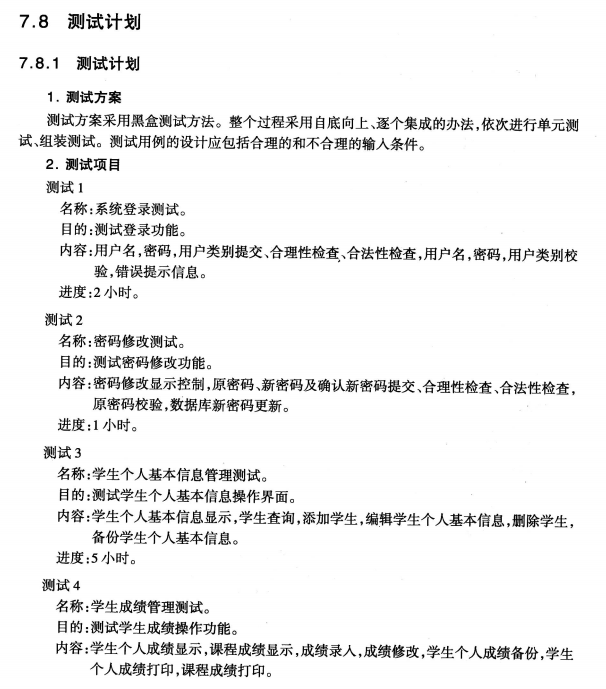 7.8 测试计划
7.8.1 测试计划
1. 测试方案
测试方案采用黑盒测试方法。整个过程采用自底向上、逐个集成的办法,依次进行单元测
试、组装测试。测试用例的设计应包括合理的和不合理的输入条件。
2. 测试项目
测试1
名称:系统登录测试。
目的:测试登录功能。
内容:用户名,密码,用户类别提交、合理性检查、合法性检查,用户名,密码,用户类别校
验,错误提示信息。
进度:2小时。
测试2
名称:密码修改测试。
目的:测试密码修改功能。
内容:密码修改显示控制,原密码、新密码及确认新密码提交、合理性检查、合法性检查,
原密码校验,数据库新密码更新。
进度:1小时。
测试3
名称:学生个人基本信息管理测试。
目的:测试学生个人基本信息操作界面。
内容:学生个人基本信息显示,学生查询,添加学生,编辑学生个人基本信息,删除学生,
备份学生个人基本信息。
进度:5小时。
测试4
名称:学生成绩管理测试。
目的:测试学生成绩操作功能。
内容:学生个人成绩显示,课程成绩显示,成绩录入,成绩修改,学生个人成绩备份,学生
个人成绩打印,课程成绩打印。